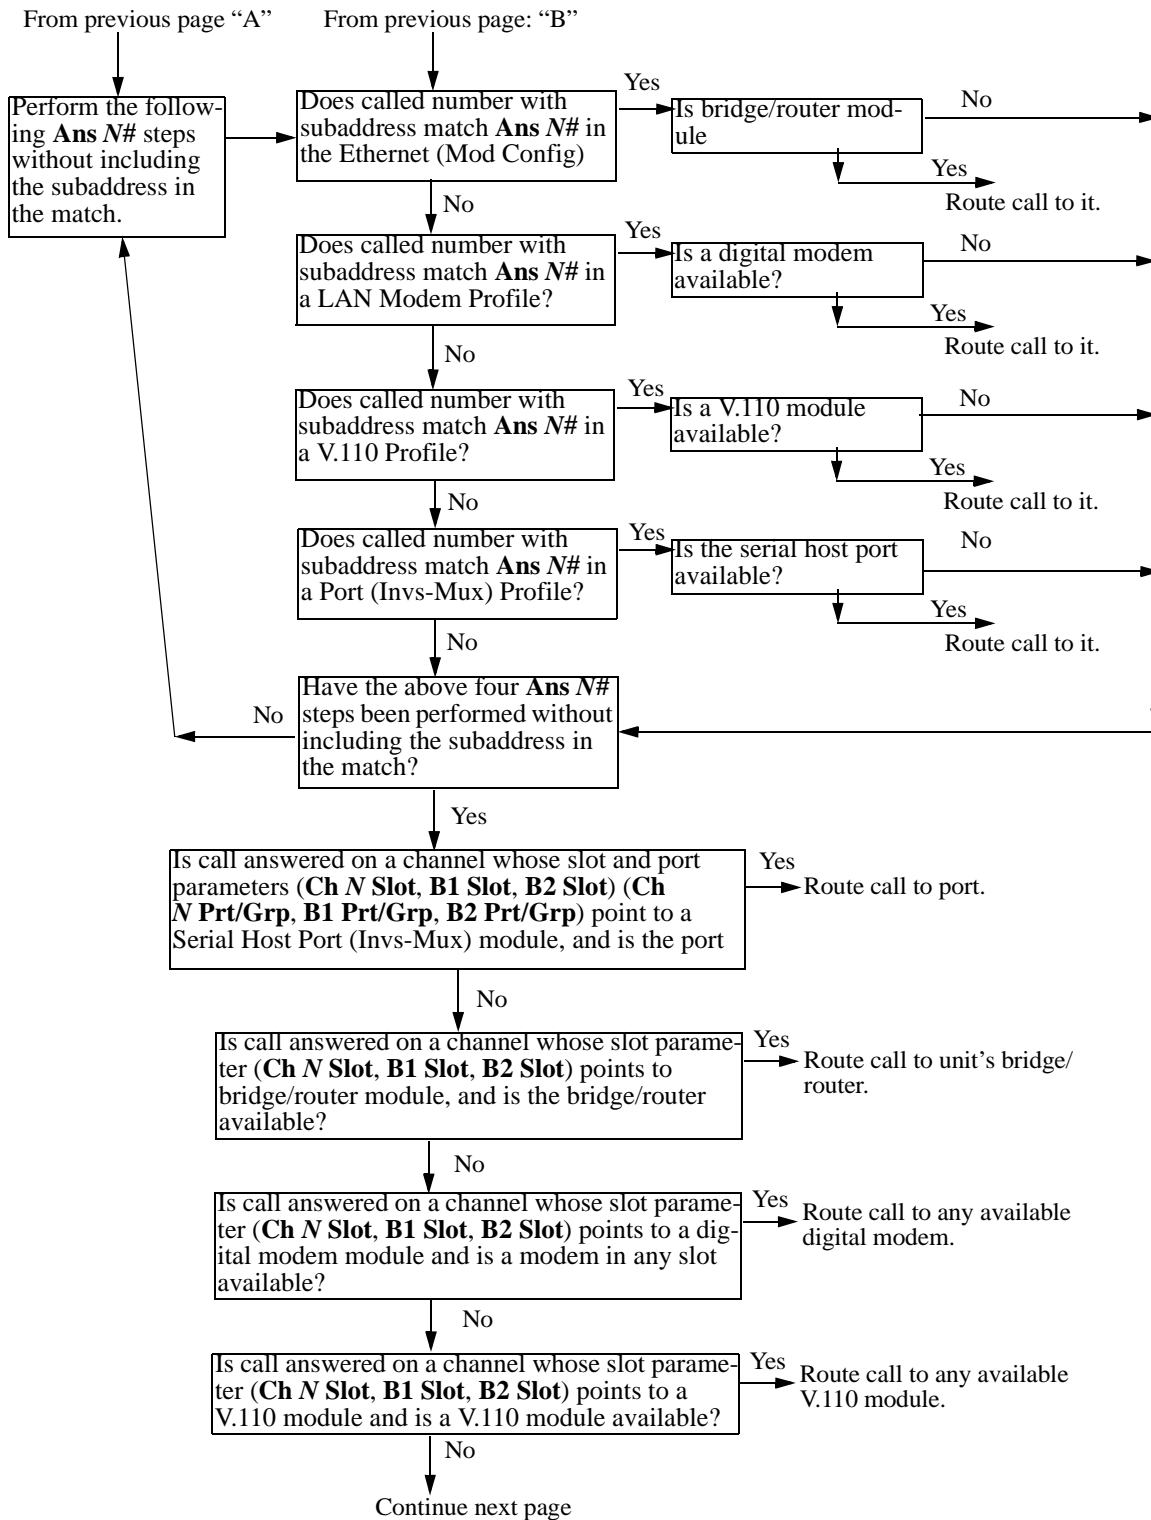 From previous page “A”
From previous page: “B”
Perform the follow-
ing Ans N# steps
without including
the subaddress in
the match.
Does called number with
subaddress match Ans N# in
the Ethernet (Mod Config)
Yes
Is bridge/router mod-
ule
No
Yes
Route call to it.
No
Does called number with
subaddress match Ans N# in
a LAN Modem Profile?
Yes
Is a digital modem
available?
No
Yes
Route call to it.
No
Does called number with
subaddress match Ans N# in
a V.110 Profile?
Yes
Is a V.110 module
available?
No
Yes
Route call to it.
No
Does called number with
subaddress match Ans N# in
a Port (Invs-Mux) Profile?
Yes
Is the serial host port
available?
No
Yes
Route call to it.
No
Have the above four Ans N#
steps been performed without
including the subaddress in
the match?
No
Yes
Is call answered on a channel whose slot and port
parameters (Ch N Slot, B1 Slot, B2 Slot) (Ch
N Prt/Grp, B1 Prt/Grp, B2 Prt/Grp) point to a
Serial Host Port (Invs-Mux) module, and is the port
Yes
Route call to port.
No
Is call answered on a channel whose slot parame-
ter (Ch N Slot, B1 Slot, B2 Slot) points to
bridge/router module, and is the bridge/router
available?
Yes
Route call to unit’s bridge/
router.
No
Is call answered on a channel whose slot parame-
ter (Ch N Slot, B1 Slot, B2 Slot) points to a dig-
ital modem module and is a modem in any slot
available?
Yes
Route call to any available
digital modem.
No
Is call answered on a channel whose slot parame-
ter (Ch N Slot, B1 Slot, B2 Slot) points to a
V.110 module and is a V.110 module available?
Yes
Route call to any available
V.110 module.
No
Continue next page